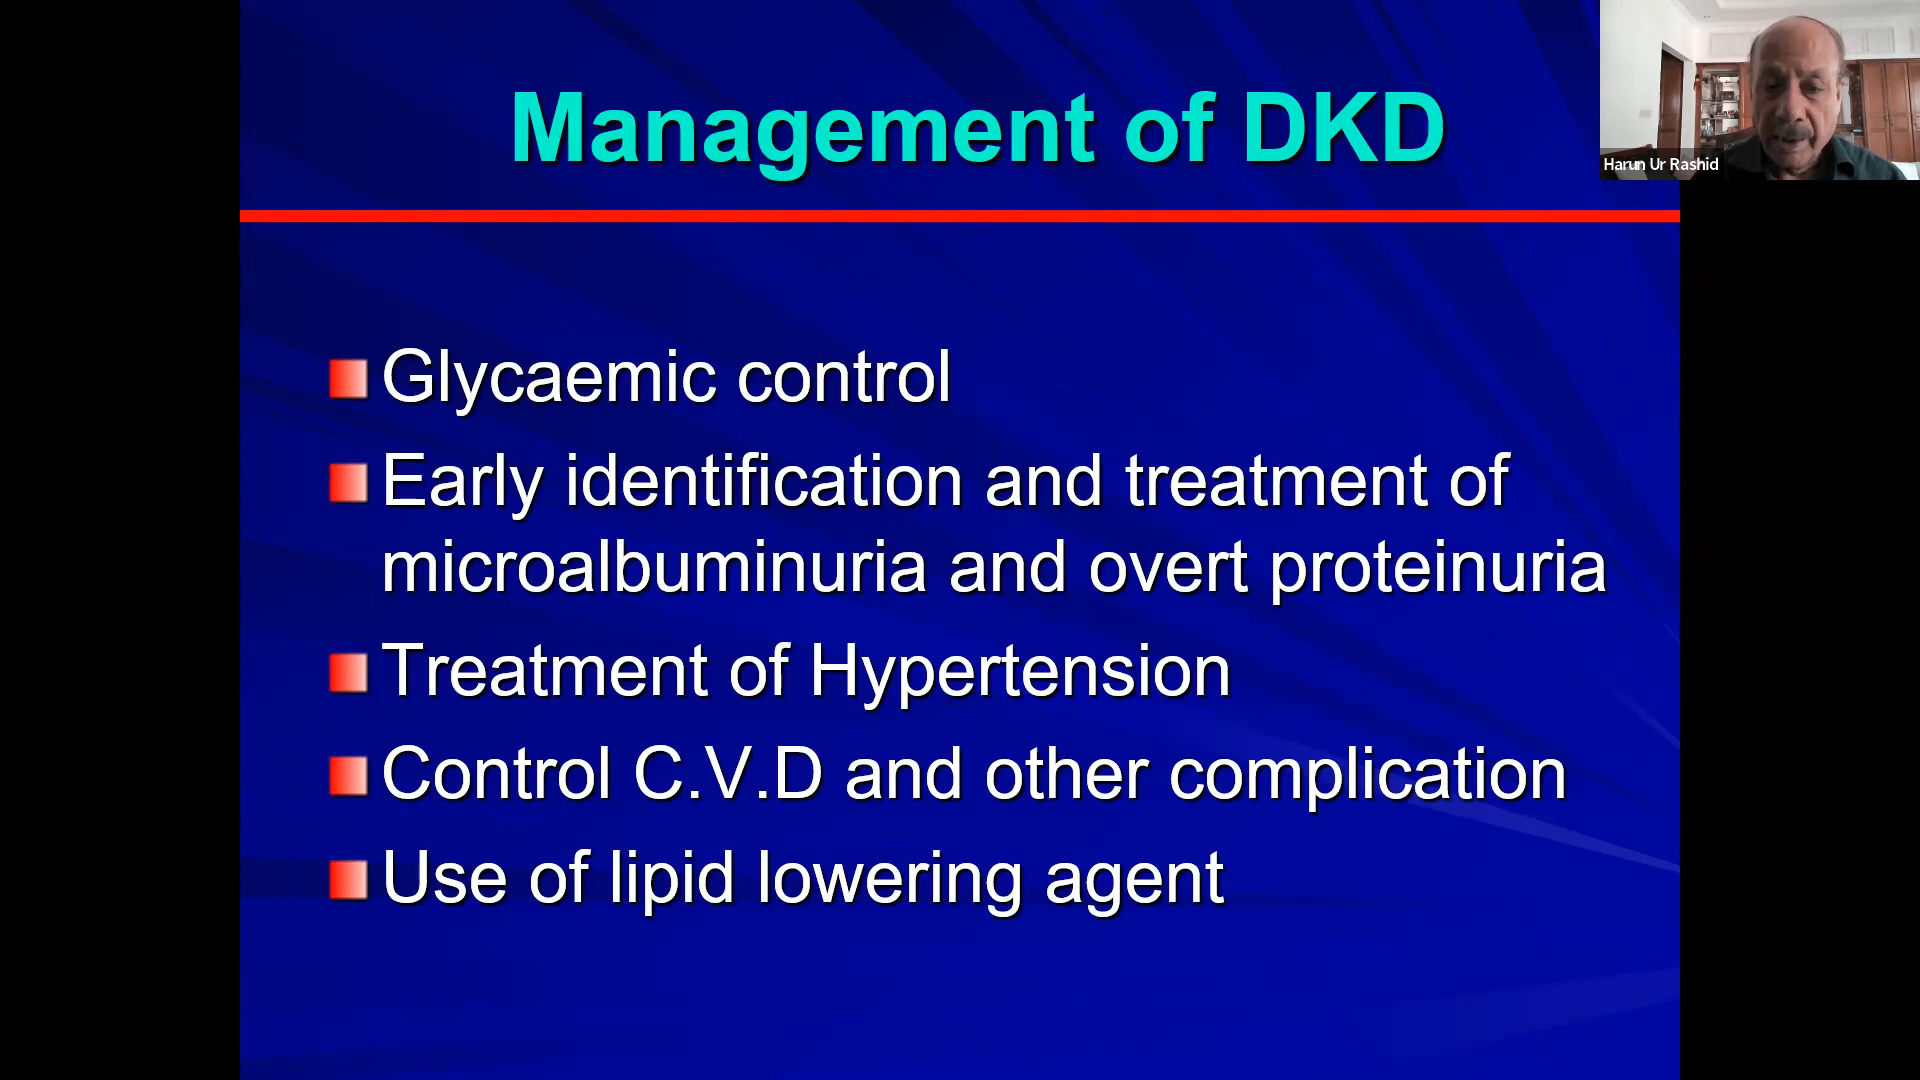 Management of DKD
Harun Ur Rashid
Glycaemic control
Early identification and treatment of
microalbuminuria and overt proteinuria
Treatment of Hypertension
Control C.V.D and other complication
Use of lipid lowering agent